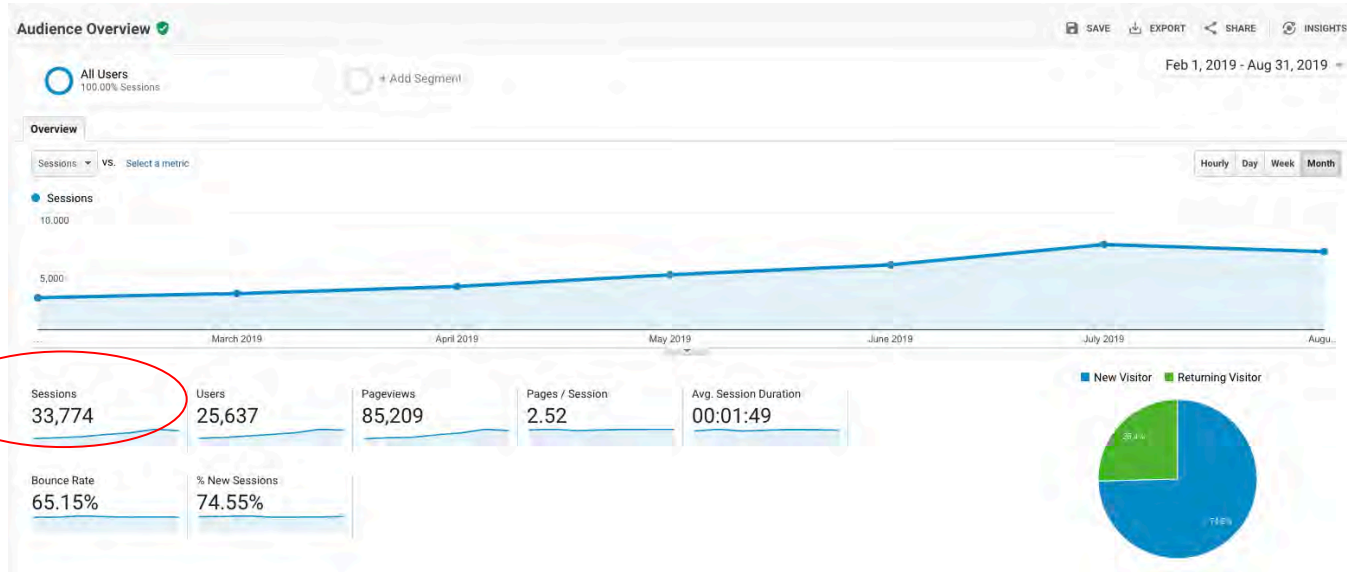 Audience Overview
SAVE EXPORT SHARE INSIGHTS
Feb 1, 2019 - Aug 31, 2019
All Users
100.00% Sessions
+ Add Segment
Overview
Sessions VS. Select a metric
Hourly Day Week Month
Sessions
10,000
5,000
... March 2019 April 2019 May 2019 June 2019 July 2019 Augu...
New Visitor Returning Visitor
Sessions Users Pageviews Pages / Session Avg. Session Duration
33,774 25,637 85,209 2.52 00:01:49
Bounce Rate % New Sessions
65.15% 74.55%